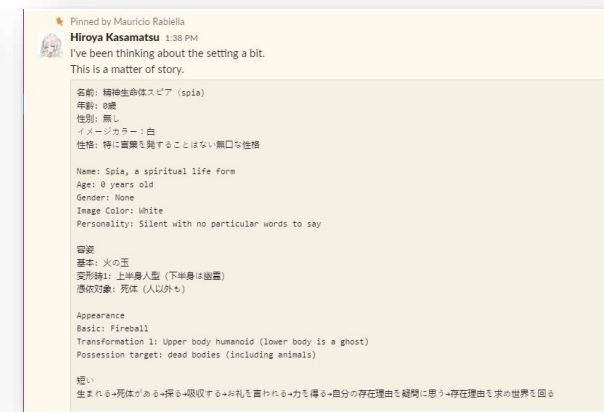 Pinned by Mauricio Rabiella
Hiroya Kasamatsu 1:38 PM
I've been thinking about the setting a bit.
This is a matter of story.
名前: 精神生命体スピア (spia)
年齢: 0歳
性別: 無し
イメージカラー：白
性格: 特に言葉を発することはない無口な性格
Name: Spia, a spiritual life form
Age: 0 years old
Gender: None
Image Color: White
Personality: Silent with no particular words to say
容姿
基本: 火の玉
変形時1: 上半身人型 (下半身は幽霊)
憑依対象: 死体 (人以外も)
Appearance
Basic: Fireball
Transformation 1: Upper body humanoid (lower body is a ghost)
Possession target: dead bodies (including animals)
短い
生まれる→死体がある→探る→吸収する→お礼を言われる→力を得る→自分の存在理由を疑問に思う→存在理由を求め世界を回る